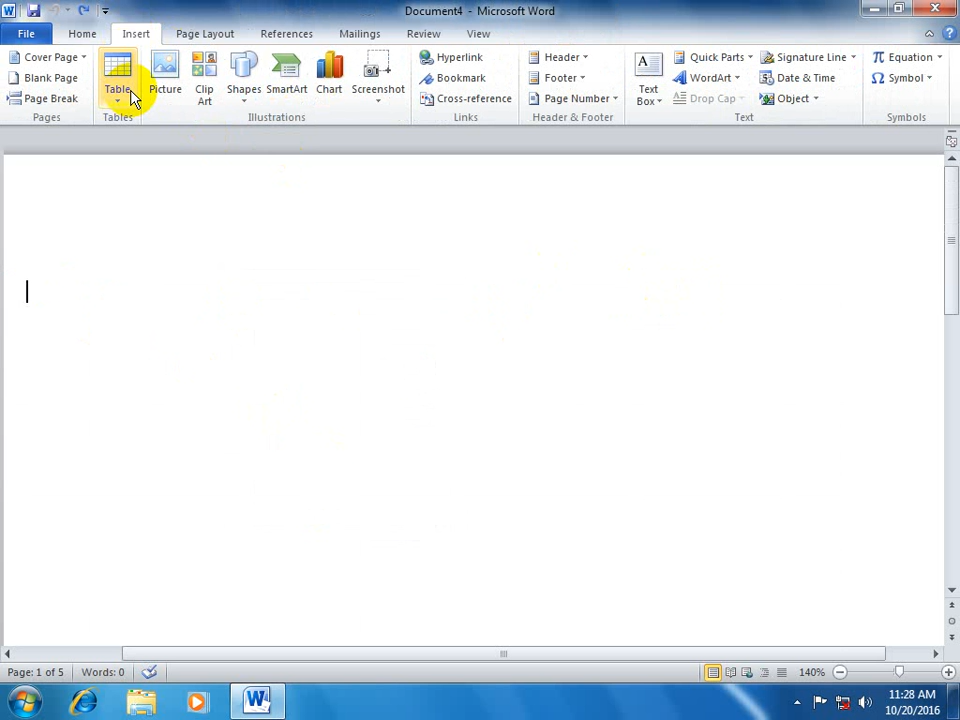 Document4 - Microsoft Word
File Home Insert Page Layout References Mailings Review View
Cover Page
Blank Page
Page Break
Pages
Table
Tables
Picture
Clip
Art
Shapes
SmartArt
Chart
Screenshot
Illustrations
Hyperlink
Bookmark
Cross-reference
Links
Header
Footer
Page Number
Header & Footer
Text
Box
Quick Parts
WordArt
Drop Cap
Signature Line
Date & Time
Object
Text
Equation
Symbol
Symbols
Page: 1 of 5 Words: 0 140%
11:28 AM
10/20/2016